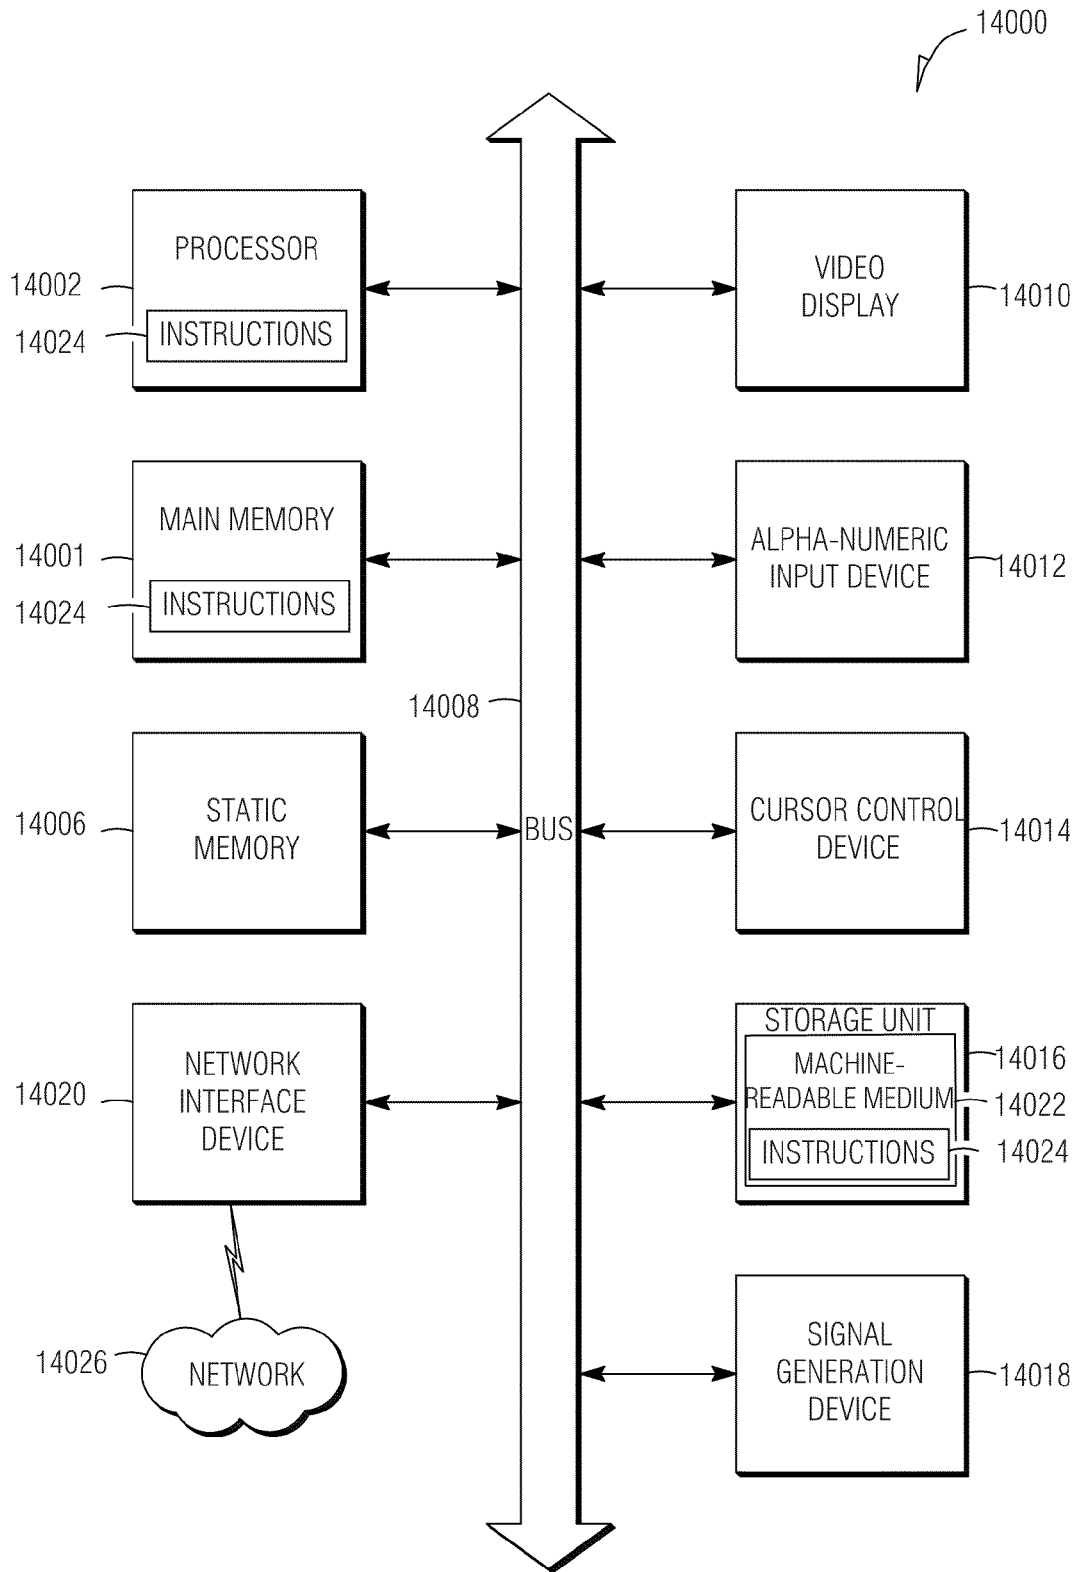 14000
PROCESSOR
14002
14024
INSTRUCTIONS
VIDEO
DISPLAY
14010
MAIN MEMORY
14001
14024
INSTRUCTIONS
ALPHA-NUMERIC
INPUT DEVICE
14012
14008
STATIC
MEMORY
14006
BUS
CURSOR CONTROL
DEVICE
14014
NETWORK
INTERFACE
DEVICE
14020
STORAGE UNIT
14016
MACHINE-
READABLE MEDIUM
14022
INSTRUCTIONS
14024
14026
NETWORK
SIGNAL
GENERATION
DEVICE
14018